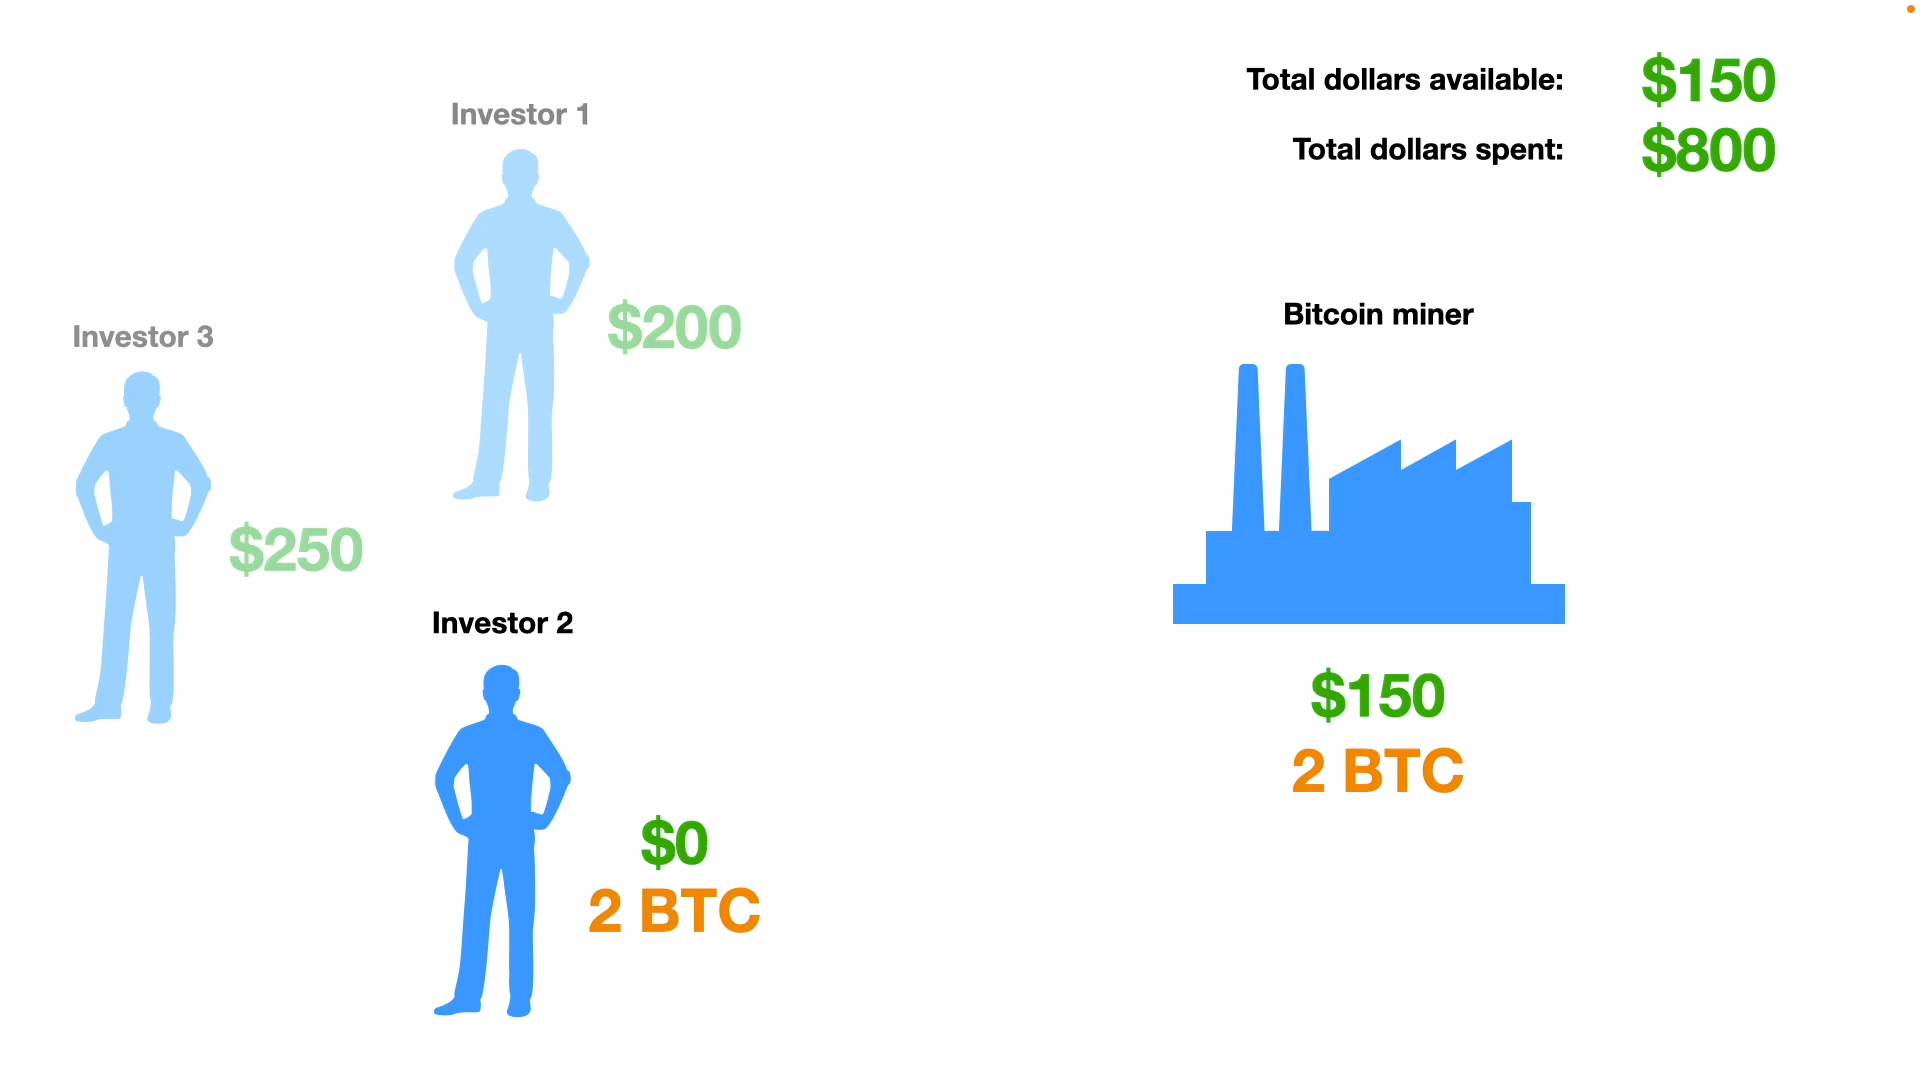 Total dollars available: $150
Total dollars spent: $800
Investor 1
$200
Investor 3
$250
Investor 2
$0
2 BTC
Bitcoin miner
$150
2 BTC